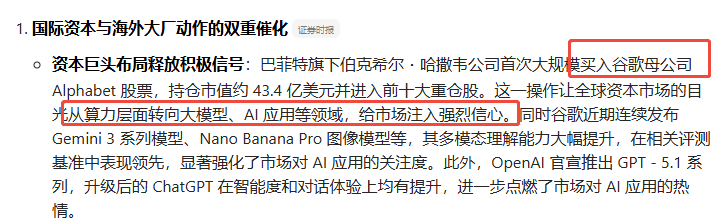 1. 国际资本与海外大厂动作的双重催化 证券时报
资本巨头布局释放积极信号：巴菲特旗下伯克希尔·哈撒韦公司首次大规模买入谷歌母公司
Alphabet 股票，持仓市值约 43.4 亿美元并进入前十大重仓股。这一操作让全球资本市场的目
光从算力层面转向大模型、AI 应用等领域，给市场注入强烈信心。同时谷歌近期连续发布
Gemini 3 系列模型、Nano Banana Pro 图像模型等，其多模态理解能力大幅提升，在相关评测
基准中表现领先，显著强化了市场对 AI 应用的关注度。此外，OpenAI 官宣推出 GPT - 5.1 系
列，升级后的 ChatGPT 在智能度和对话体验上均有提升，进一步点燃了市场对 AI 应用的热
情。